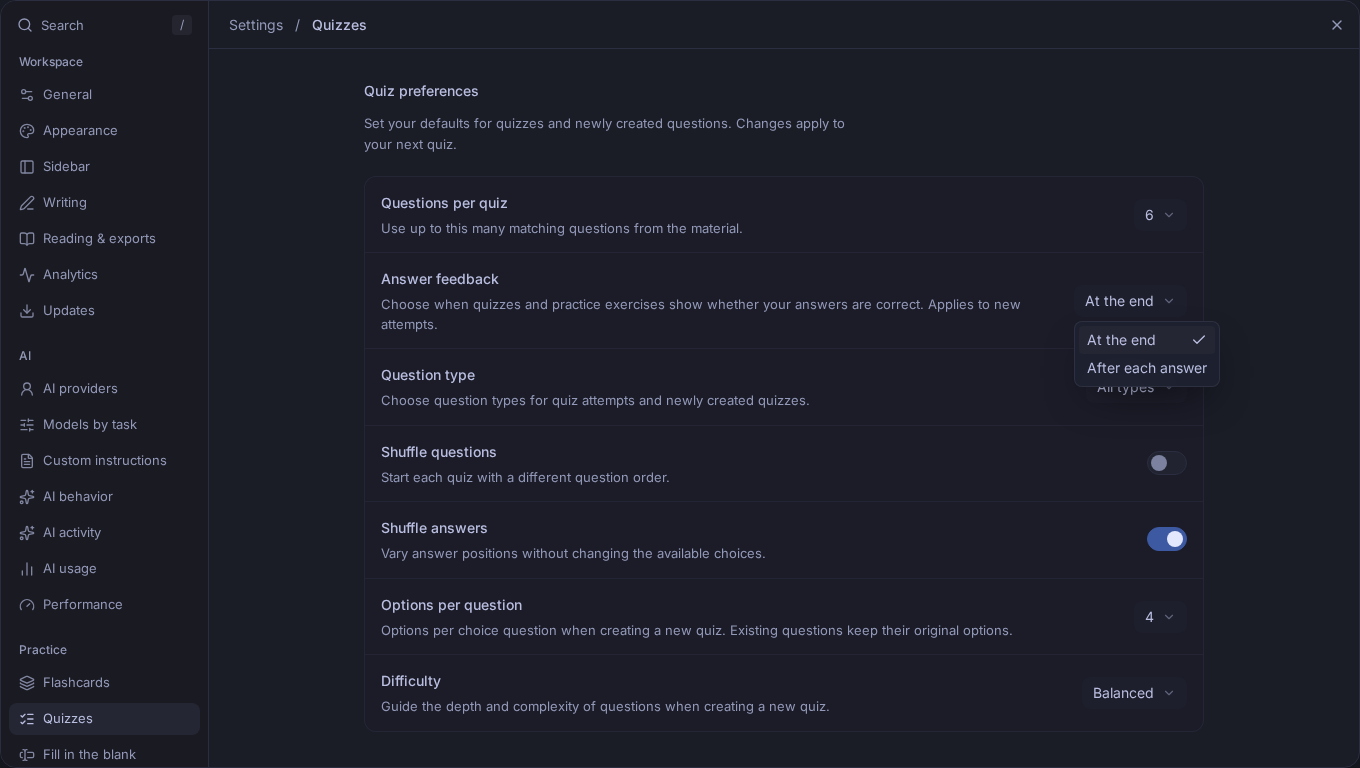 Search /
Workspace
General
Appearance
Sidebar
Writing
Reading & exports
Analytics
Updates
AI
AI providers
Models by task
Custom instructions
AI behavior
AI activity
AI usage
Performance
Practice
Flashcards
Quizzes
Fill in the blank
Settings / Quizzes
Quiz preferences
Set your defaults for quizzes and newly created questions. Changes apply to
your next quiz.
Questions per quiz
Use up to this many matching questions from the material.
6
Answer feedback
Choose when quizzes and practice exercises show whether your answers are correct. Applies to new
attempts.
At the end
At the end
After each answer
Question type
Choose question types for quiz attempts and newly created quizzes.
All types
Shuffle questions
Start each quiz with a different question order.
Shuffle answers
Vary answer positions without changing the available choices.
Options per question
Options per choice question when creating a new quiz. Existing questions keep their original options.
4
Difficulty
Guide the depth and complexity of questions when creating a new quiz.
Balanced